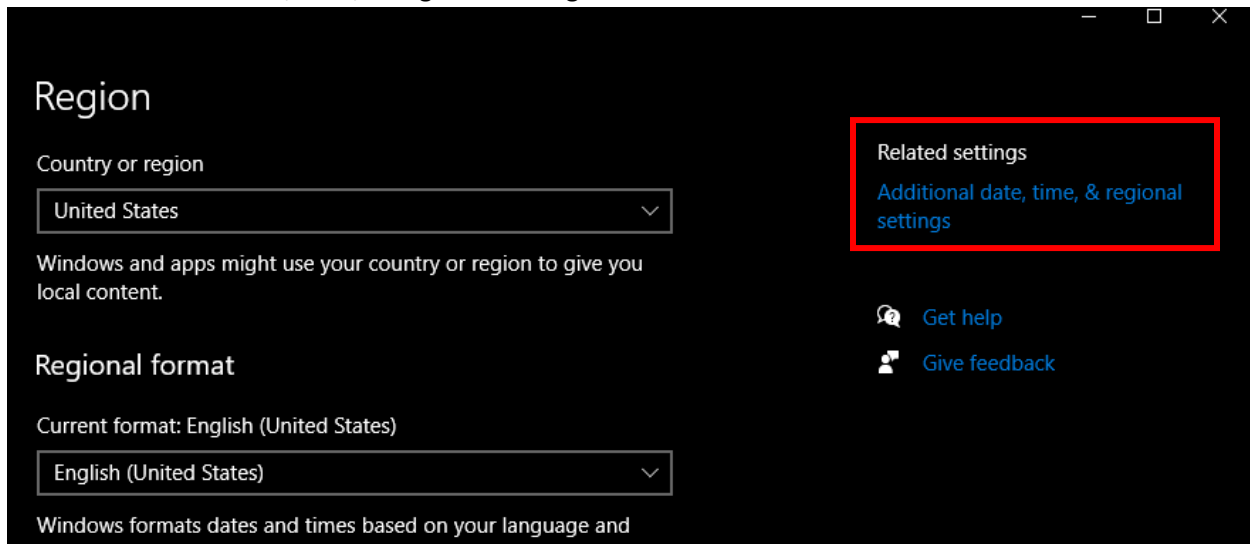 Region
Country or region
United States
Windows and apps might use your country or region to give you
local content.
Regional format
Current format: English (United States)
English (United States)
Windows formats dates and times based on your language and
Related settings
Additional date, time, & regional
settings
Get help
Give feedback